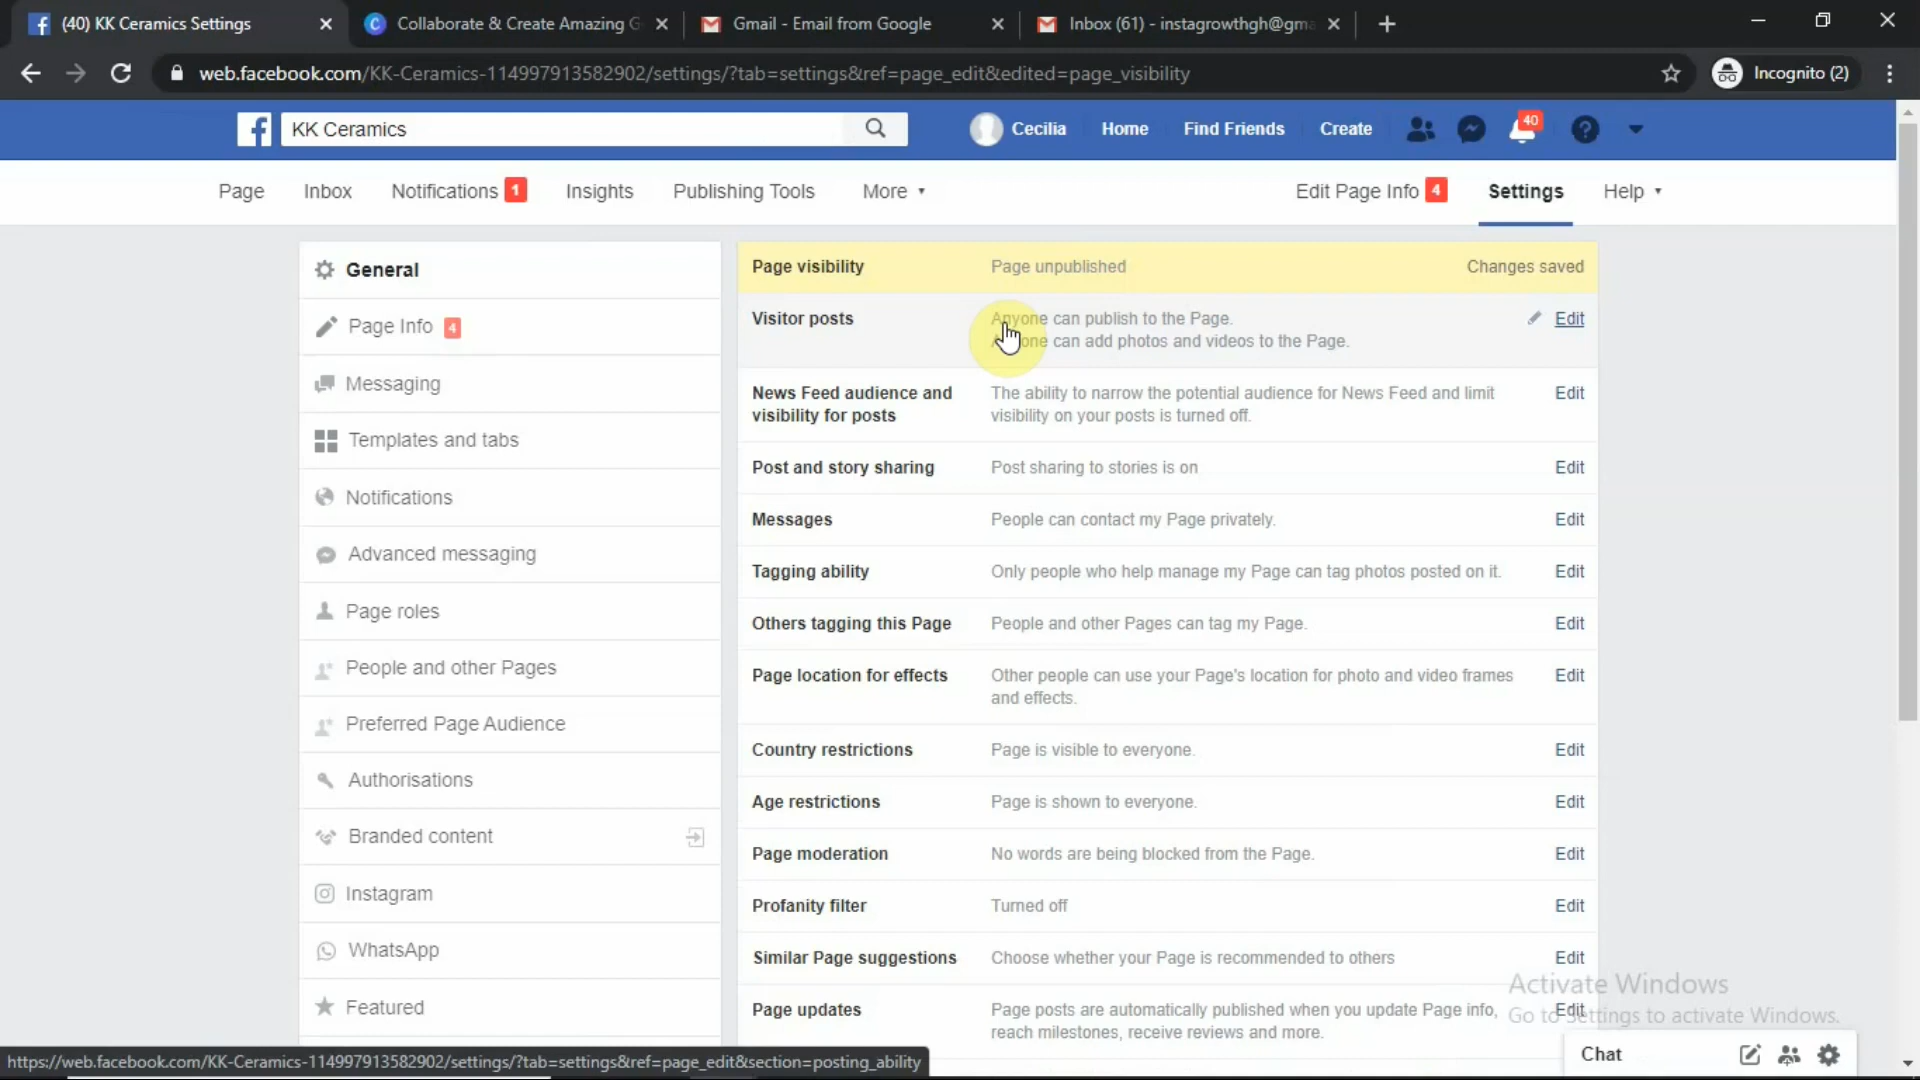 (40) KK Ceramics Settings
Collaborate & Create Amazing G
Gmail - Email from Google
Inbox (61) - instagrowthgh@gma
web.facebook.com/KK-Ceramics-114997913582902/settings/?tab=settings&ref=page_edit&edited=page_visibility
Incognito (2)
KK Ceramics
Cecilia
Home
Find Friends
Create
40
Page
Inbox
Notifications 1
Insights
Publishing Tools
More
Edit Page Info 4
Settings
Help
General
Page Info 4
Messaging
Templates and tabs
Notifications
Advanced messaging
Page roles
People and other Pages
Preferred Page Audience
Authorisations
Branded content
Instagram
WhatsApp
Featured
Page visibility
Page unpublished
Changes saved
Visitor posts
Anyone can publish to the Page.
Anyone can add photos and videos to the Page.
Edit
News Feed audience and
visibility for posts
The ability to narrow the potential audience for News Feed and limit
visibility on your posts is turned off.
Edit
Post and story sharing
Post sharing to stories is on
Edit
Messages
People can contact my Page privately.
Edit
Tagging ability
Only people who help manage my Page can tag photos posted on it.
Edit
Others tagging this Page
People and other Pages can tag my Page.
Edit
Page location for effects
Other people can use your Page's location for photo and video frames
and effects.
Edit
Country restrictions
Page is visible to everyone.
Edit
Age restrictions
Page is shown to everyone.
Edit
Page moderation
No words are being blocked from the Page.
Edit
Profanity filter
Turned off
Edit
Similar Page suggestions
Choose whether your Page is recommended to others
Edit
Page updates
Page posts are automatically published when you update Page info,
reach milestones, receive reviews and more.
Edit
Activate Windows
Go to Settings to activate Windows.
Chat
https://web.facebook.com/KK-Ceramics-114997913582902/settings/?tab=settings&ref=page_edit&section=posting_ability